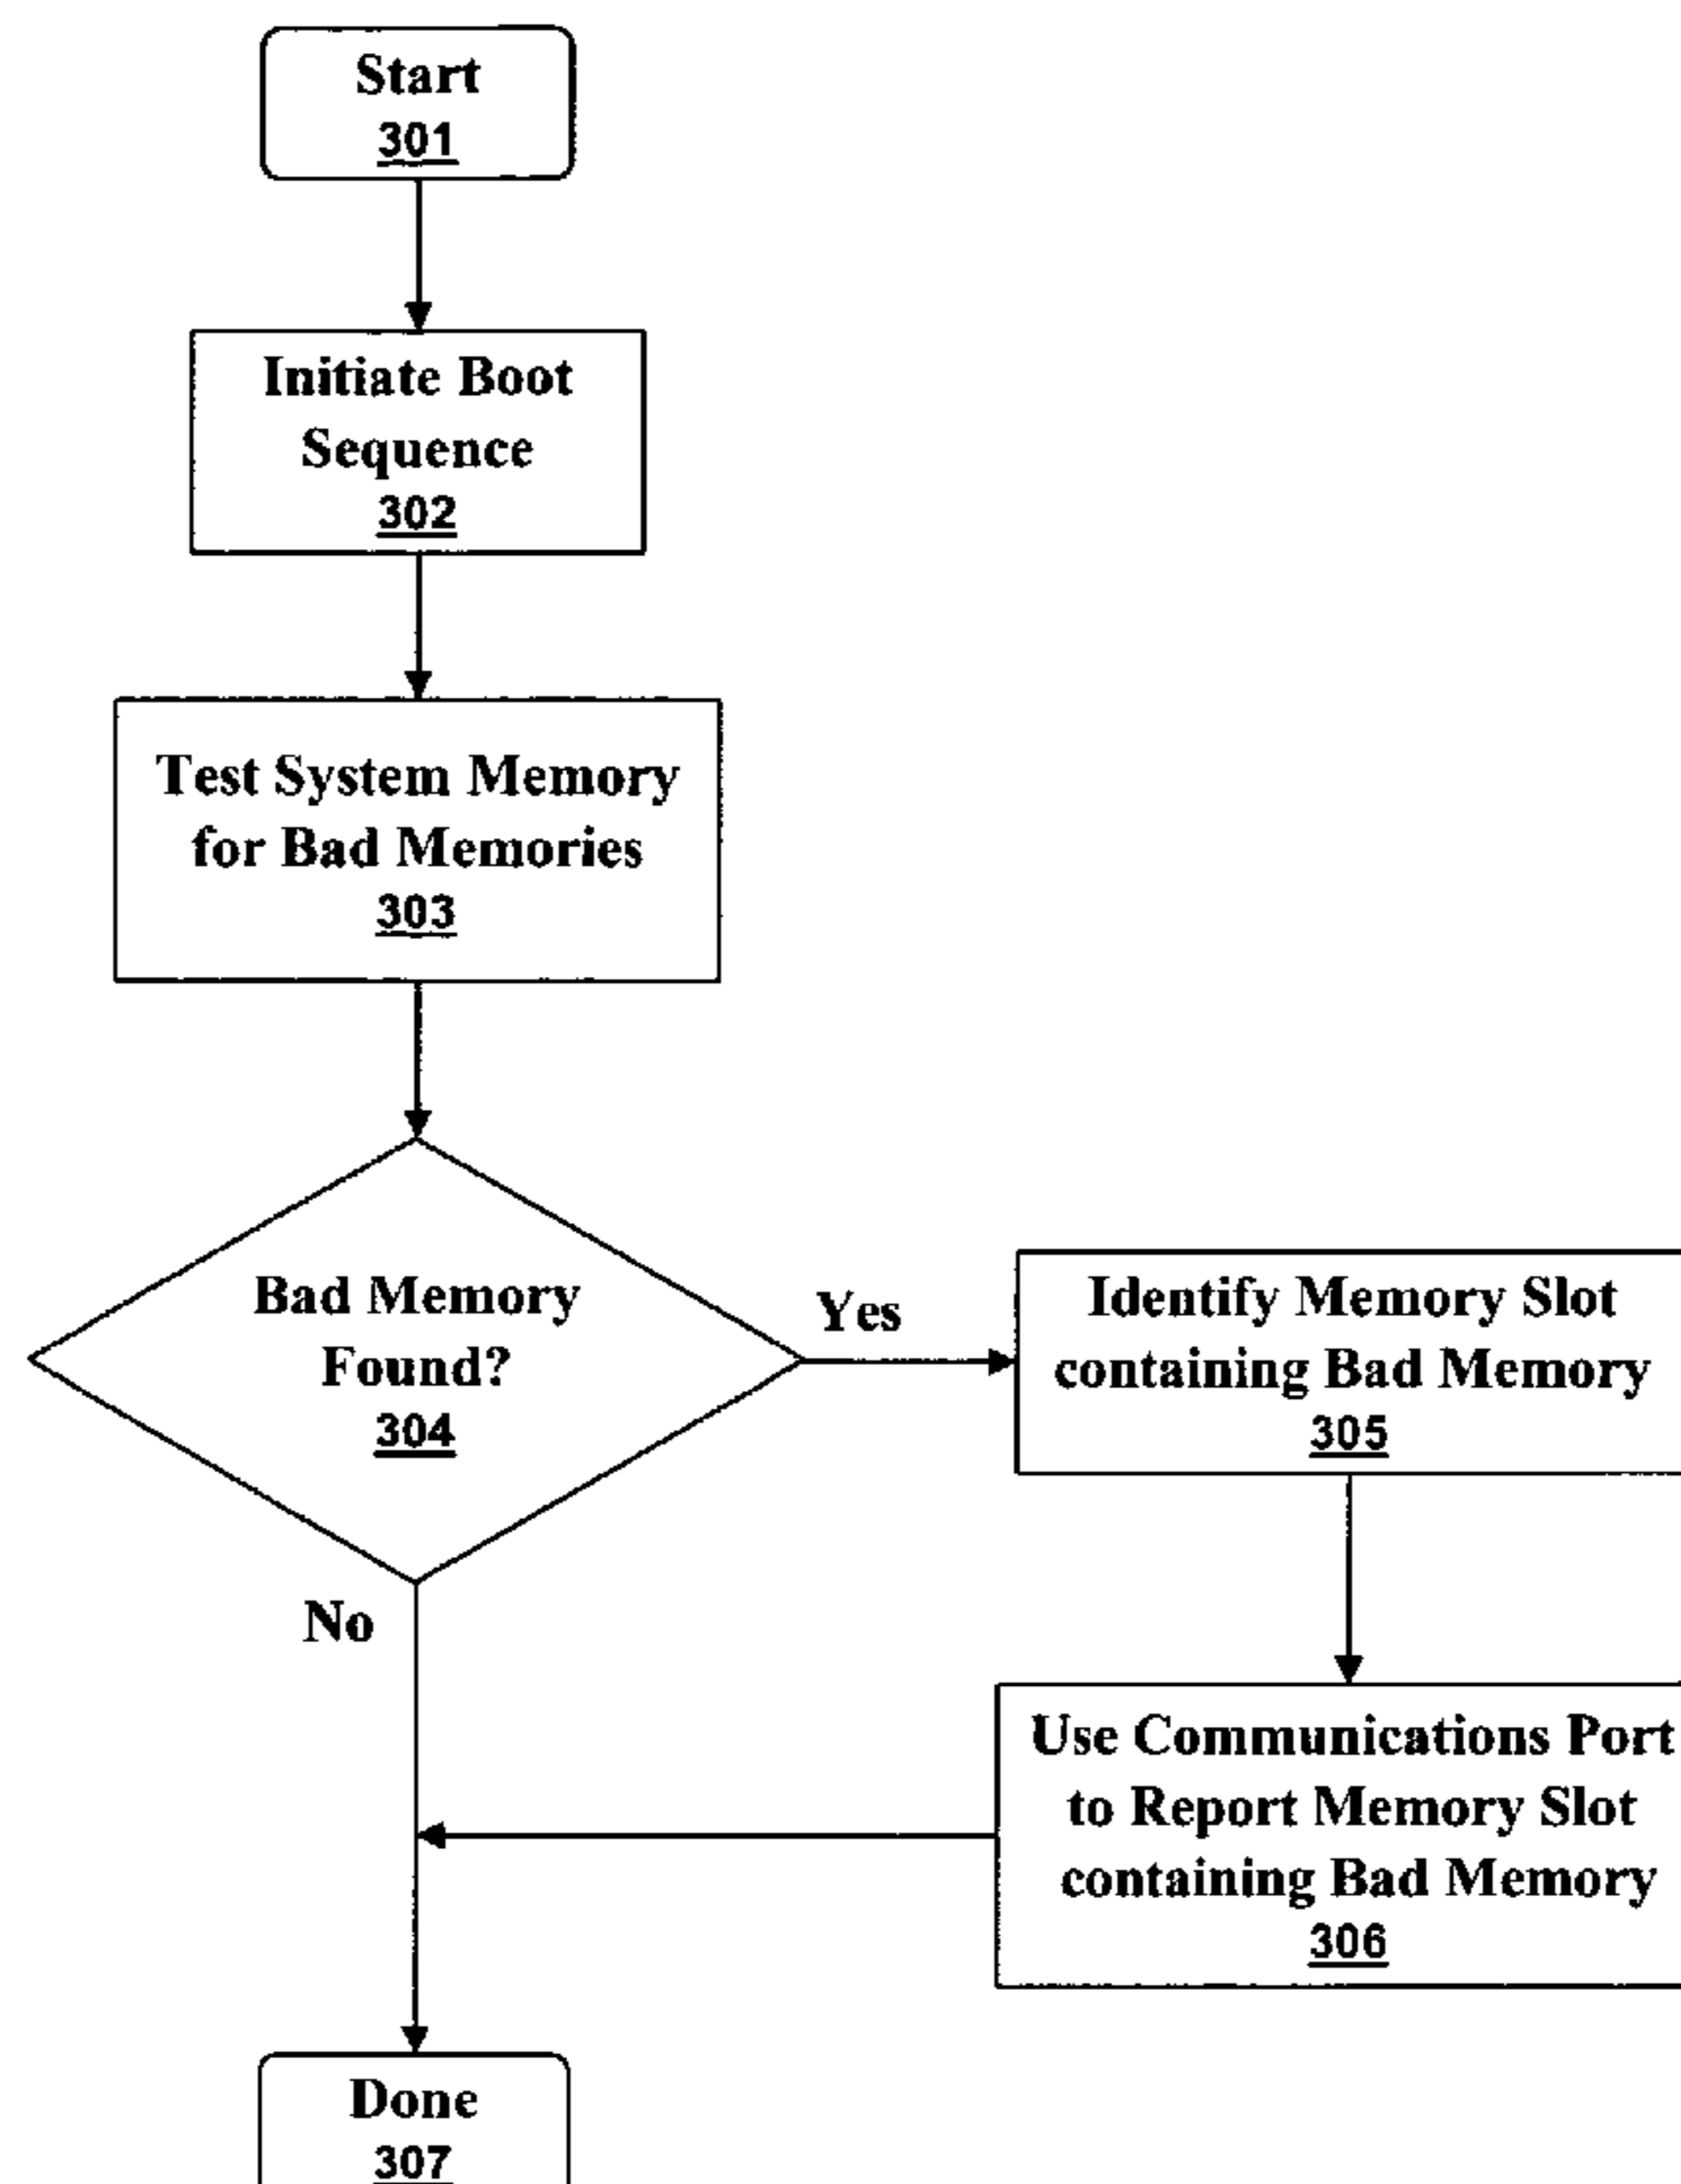 Start
301
Initiate Boot
Sequence
302
Test System Memory
for Bad Memories
303
Bad Memory
Found?
304
Yes
Identify Memory Slot
containing Bad Memory
305
No
Use Communications Port
to Report Memory Slot
containing Bad Memory
306
Done
307